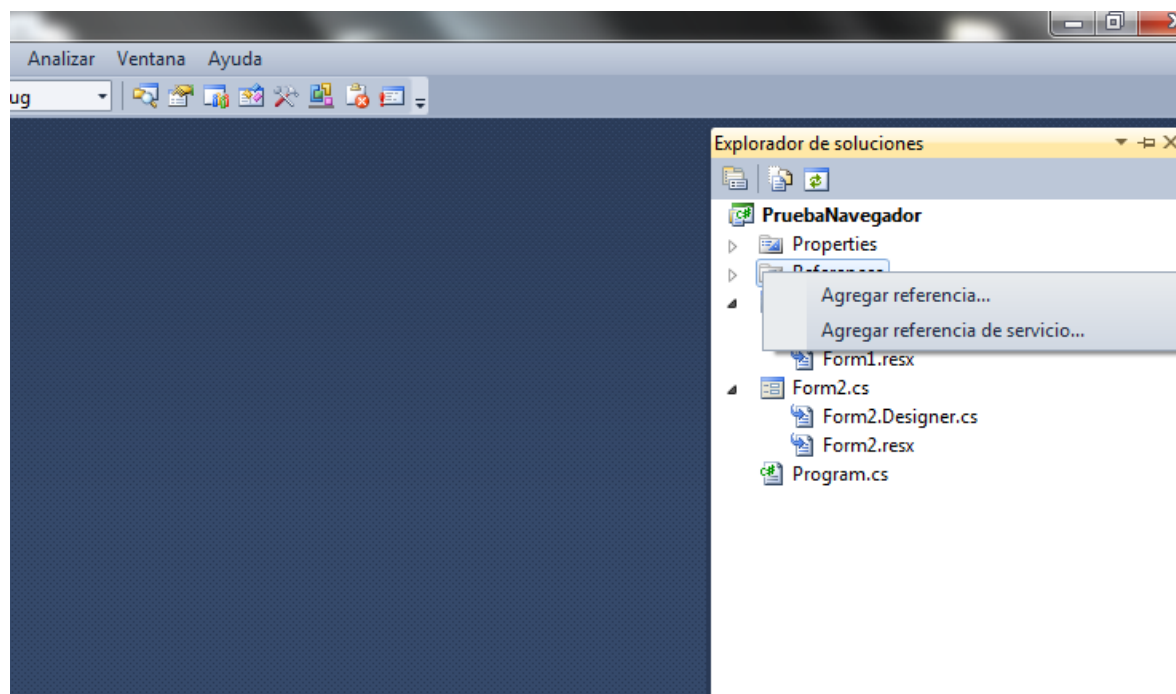 Analizar Ventana Ayuda
ug
Explorador de soluciones
PruebaNavegador
Properties
References
Agregar referencia...
Agregar referencia de servicio...
Form1.resx
Form2.cs
Form2.Designer.cs
Form2.resx
Program.cs